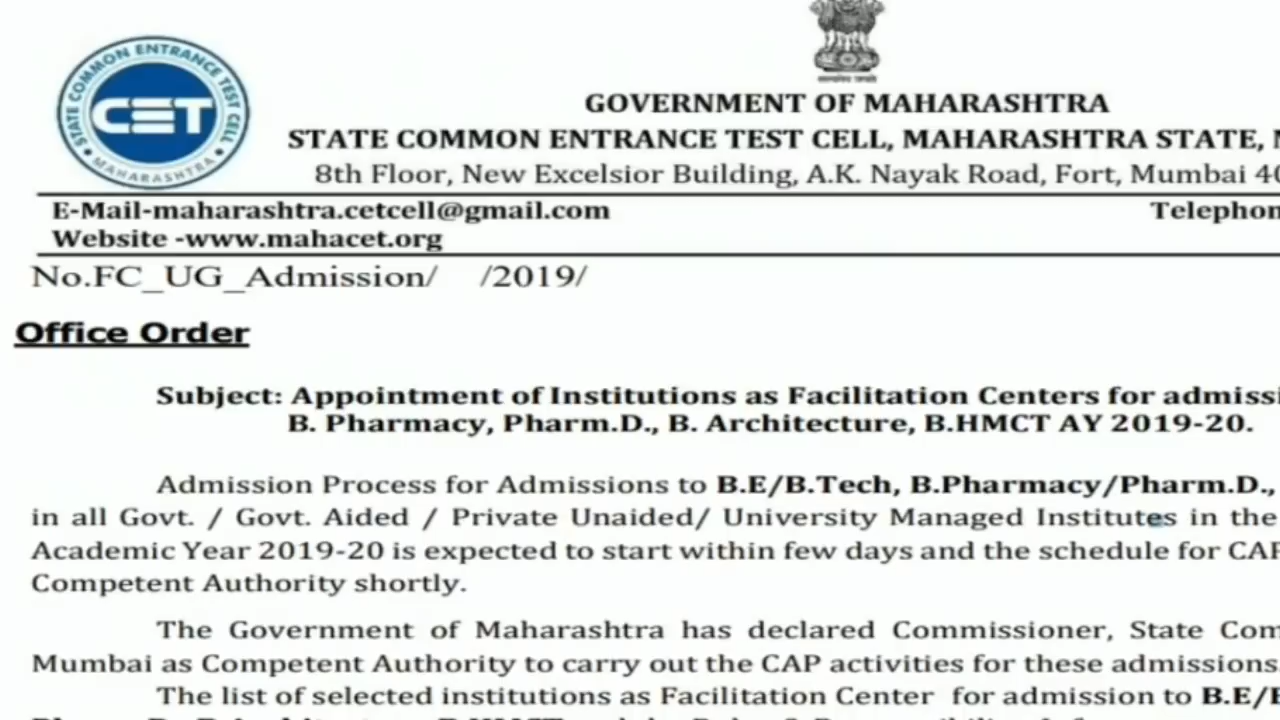 STATE COMMON ENTRANCE TEST CELL
CET
MAHARASHTRA
GOVERNMENT OF MAHARASHTRA
STATE COMMON ENTRANCE TEST CELL, MAHARASHTRA STATE,
8th Floor, New Excelsior Building, A.K. Nayak Road, Fort, Mumbai 40
E-Mail-maharashtra.cetcell@gmail.com Telephon
Website -www.mahacet.org
No.FC_UG_Admission/ /2019/
Office Order
Subject: Appointment of Institutions as Facilitation Centers for admissi
B. Pharmacy, Pharm.D., B. Architecture, B.HMCT AY 2019-20.
Admission Process for Admissions to B.E/B.Tech, B.Pharmacy/Pharm.D.,
in all Govt. / Govt. Aided / Private Unaided/ University Managed Institutes in the
Academic Year 2019-20 is expected to start within few days and the schedule for CAP
Competent Authority shortly.
The Government of Maharashtra has declared Commissioner, State Com
Mumbai as Competent Authority to carry out the CAP activities for these admissions.
The list of selected institutions as Facilitation Center for admission to B.E/